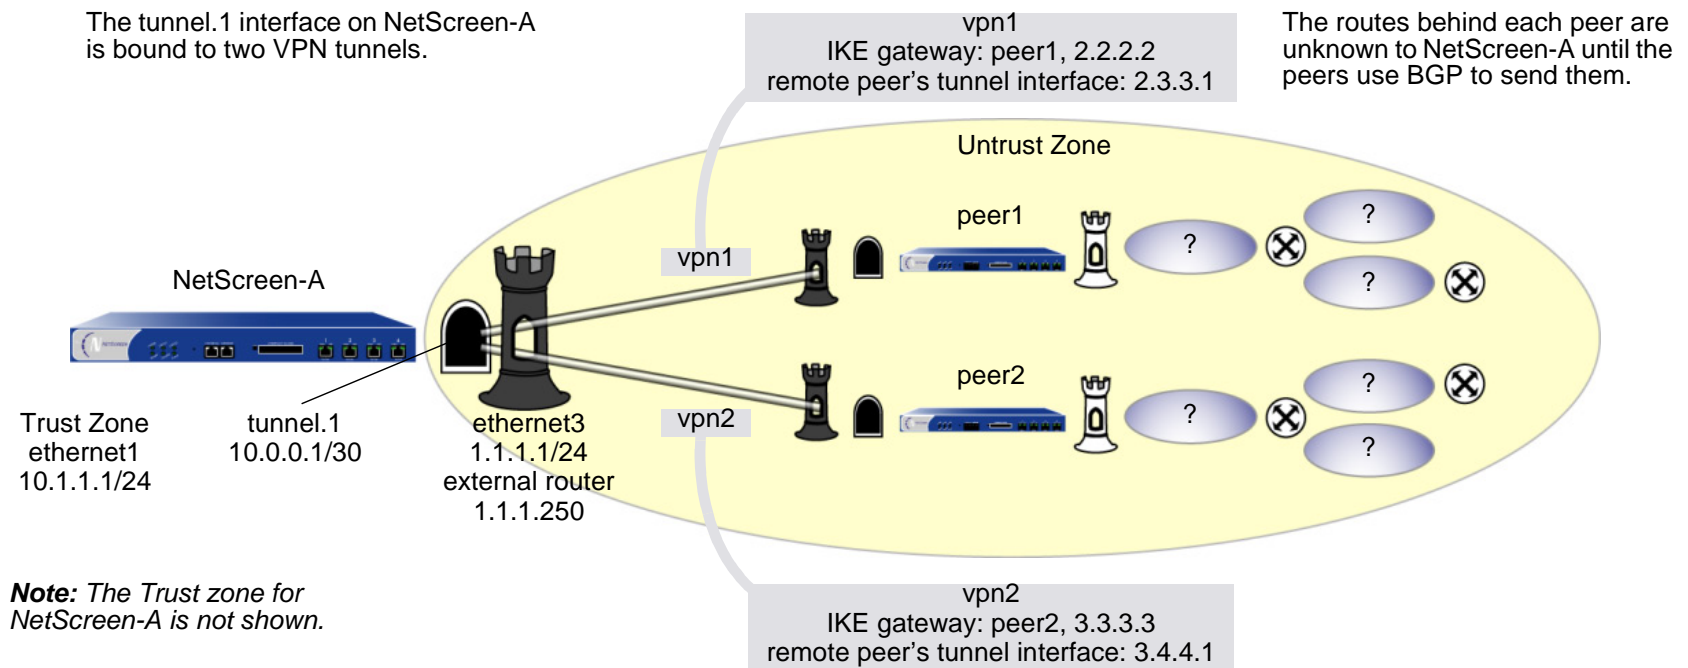 The tunnel.1 interface on NetScreen-A
is bound to two VPN tunnels.
vpn1
IKE gateway: peer1, 2.2.2.2
remote peer's tunnel interface: 2.3.3.1
The routes behind each peer are
unknown to NetScreen-A until the
peers use BGP to send them.
Untrust Zone
peer1
?
?
?
vpn1
NetScreen-A
NETSCREEN
peer2
?
?
?
vpn2
Trust Zone
ethernet1
10.1.1.1/24
tunnel.1
10.0.0.1/30
ethernet3
1.1.1.1/24
external router
1.1.1.250
Note: The Trust zone for
NetScreen-A is not shown.
vpn2
IKE gateway: peer2, 3.3.3.3
remote peer's tunnel interface: 3.4.4.1